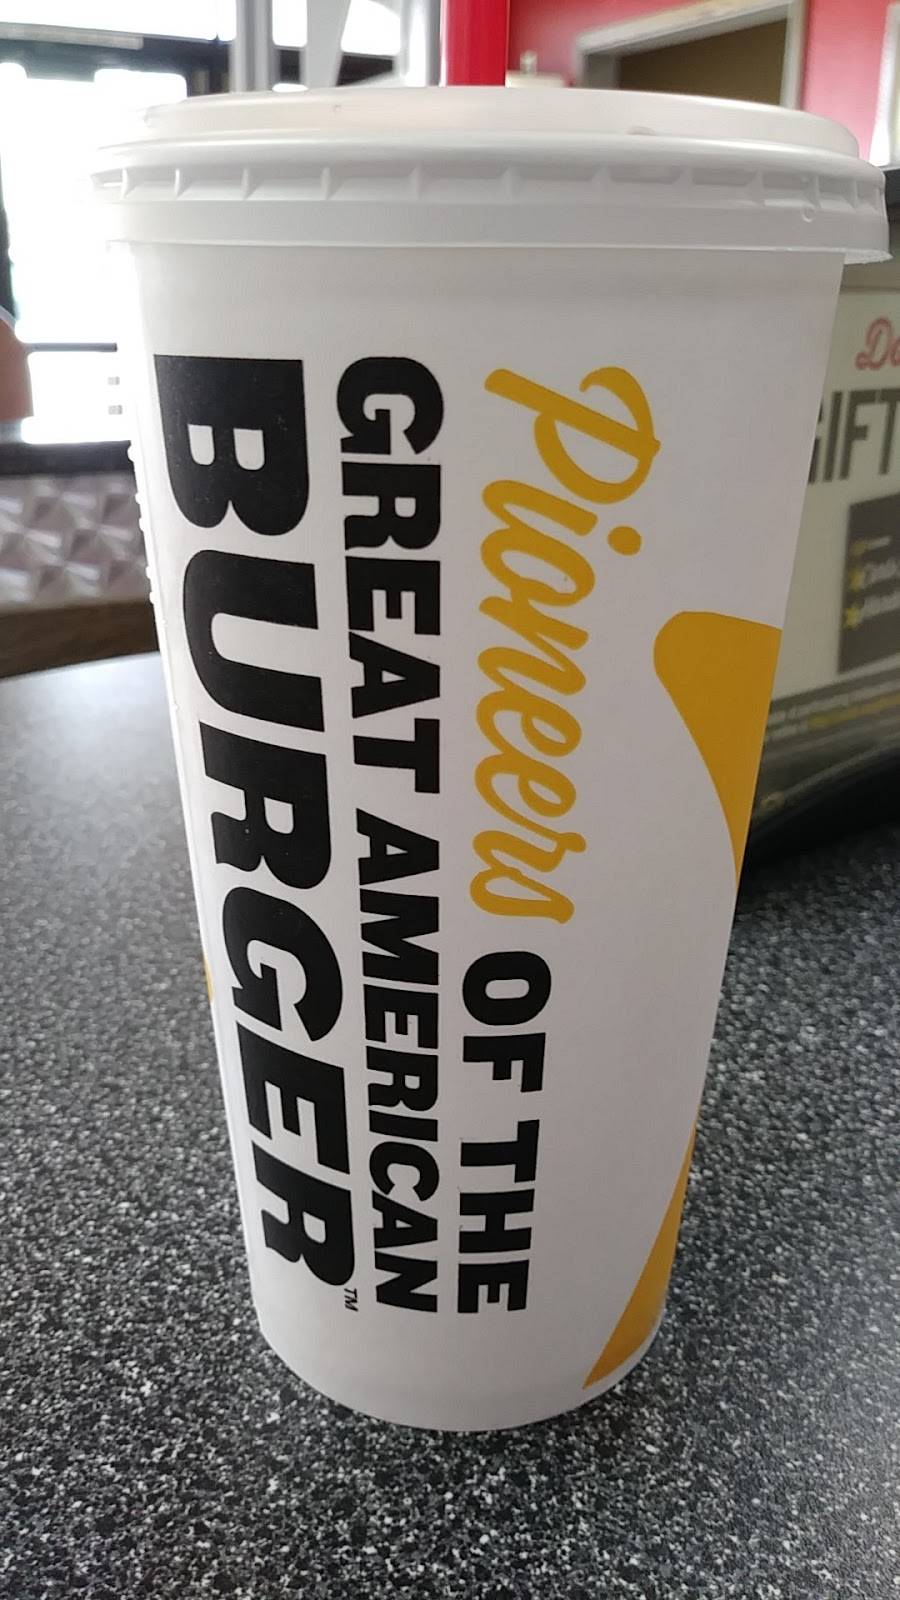 Pioneers OF THE
GREAT AMERICAN
BURGER™
GIFT